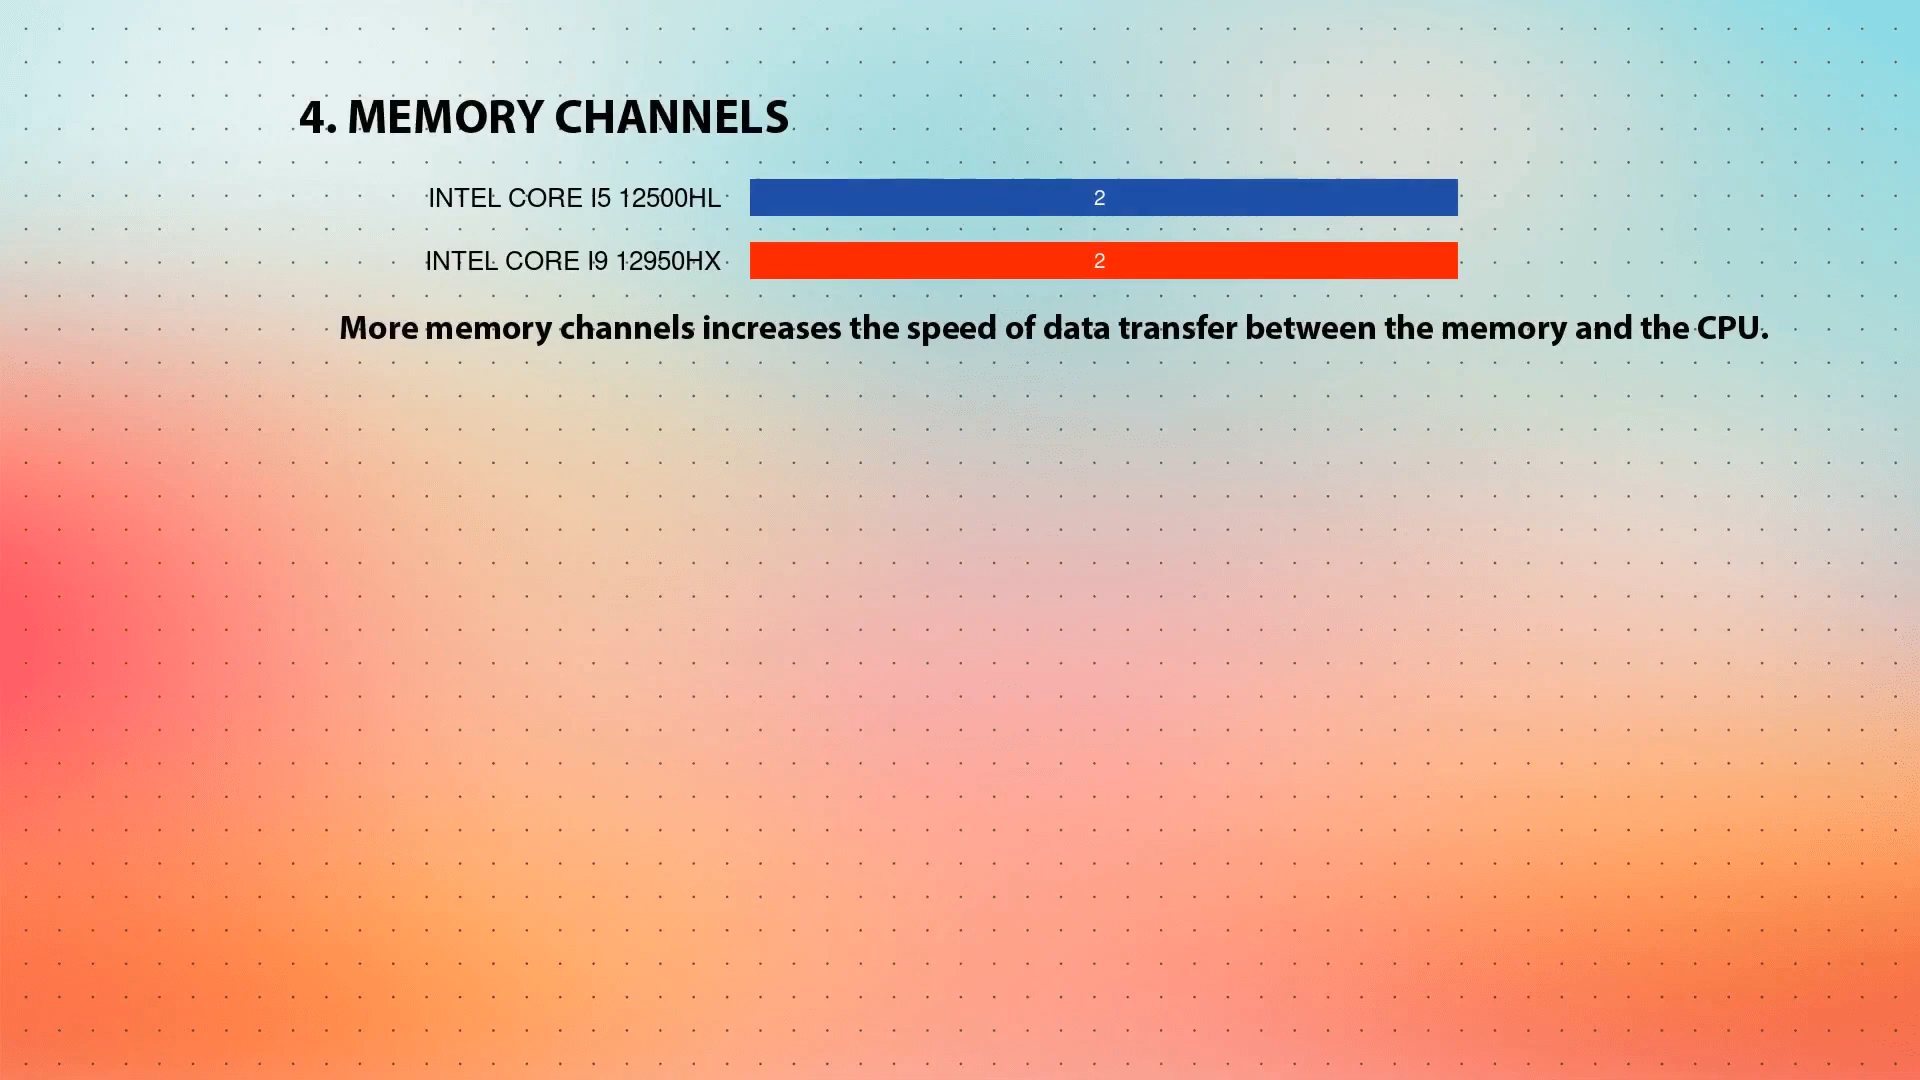 4. MEMORY CHANNELS
INTEL CORE I5 12500HL 2
INTEL CORE I9 12950HX 2
More memory channels increases the speed of data transfer between the memory and the CPU.